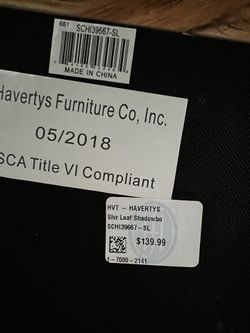 661 SCHI39667-SL
MADE IN CHINA
Havertys Furniture Co, Inc.
05/2018
SCA Title VI Compliant
HVT - HAVERTYS
Slvr Leaf Shadowbo
SCHI39667-SL
$139.99
1-7000-2141